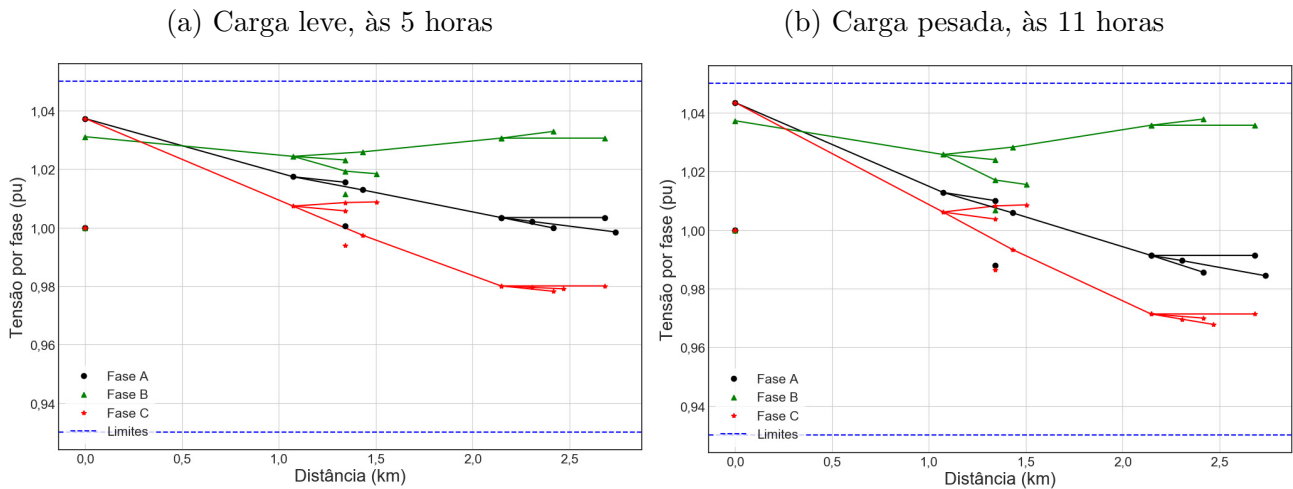 (a) Carga leve, às 5 horas
1,04
1,02
1,00
0,98
0,96
0,94
Tensão por fase (pu)
Fase A
Fase B
Fase C
Limites
0,0
0,5
1,0
1,5
2,0
2,5
Distância (km)
(b) Carga pesada, às 11 horas
1,04
1,02
1,00
0,98
0,96
0,94
Tensão por fase (pu)
Fase A
Fase B
Fase C
Limites
0,0
0,5
1,0
1,5
2,0
2,5
Distância (km)